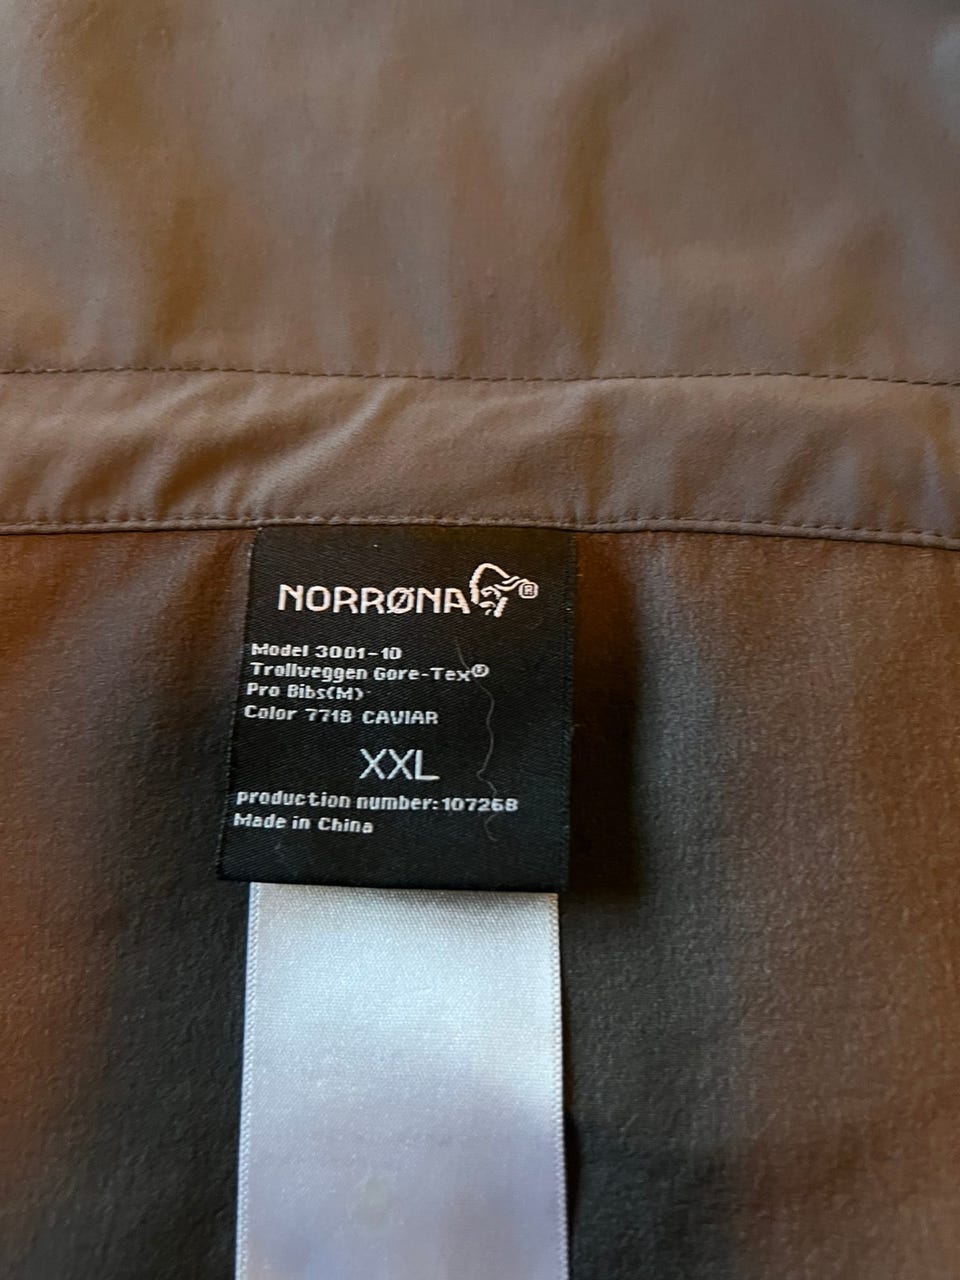 NORRØNA®
Model 3001-10
Trollveggen Gore-Tex®
Pro Bibs(M)
Color 7718 CAVIAR
XXL
production number:107268
Made in China